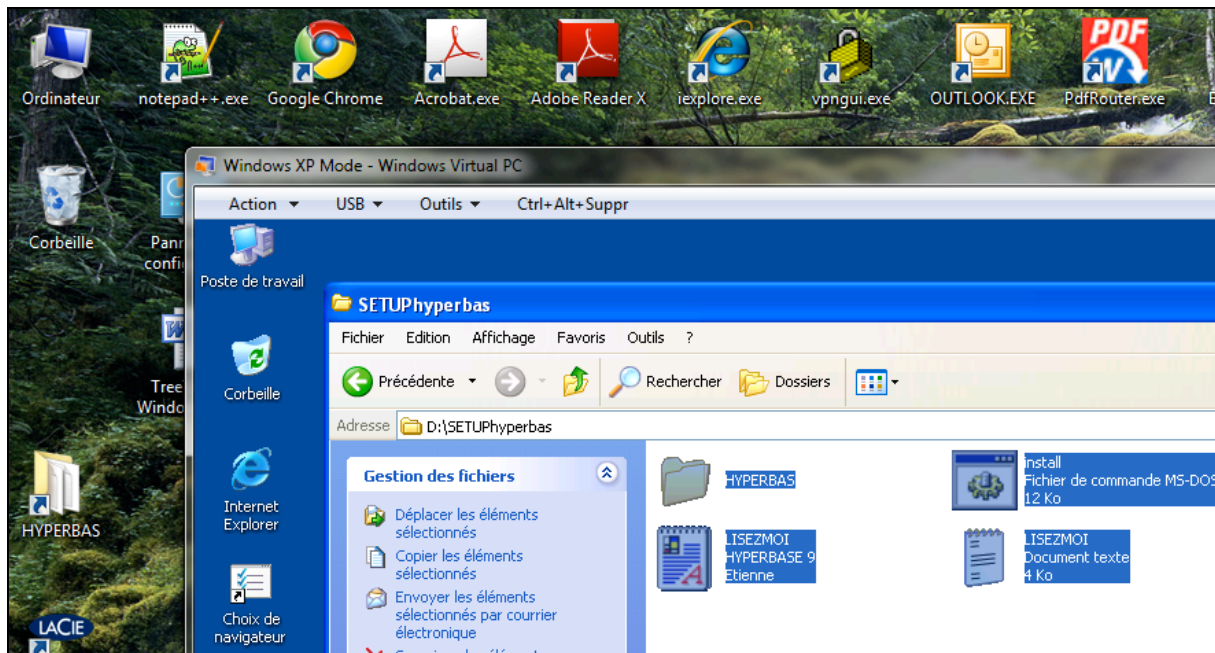 Ordinateur
notepad++.exe
Google Chrome
Acrobat.exe
Adobe Reader X
iexplore.exe
vpngui.exe
OUTLOOK.EXE
PDF
PdfRouter.exe
Corbeille
Pann
config
Windows XP Mode - Windows Virtual PC
Action
USB
Outils
Ctrl+Alt+Suppr
Poste de travail
Corbeille
Tree
Windo
Internet
Explorer
HYPERBAS
Choix de
navigateur
LACIE
SETUPhyperbas
Fichier Edition Affichage Favoris Outils ?
Précédente
Rechercher
Dossiers
Adresse D:\SETUPhyperbas
Gestion des fichiers
Déplacer les éléments
sélectionnés
Copier les éléments
sélectionnés
Envoyer les éléments
sélectionnés par courrier
électronique
HYPERBAS
install
Fichier de commande MS-DOS
12 Ko
LISEZMOI
HYPERBASE 9
Etienne
LISEZMOI
Document texte
4 Ko